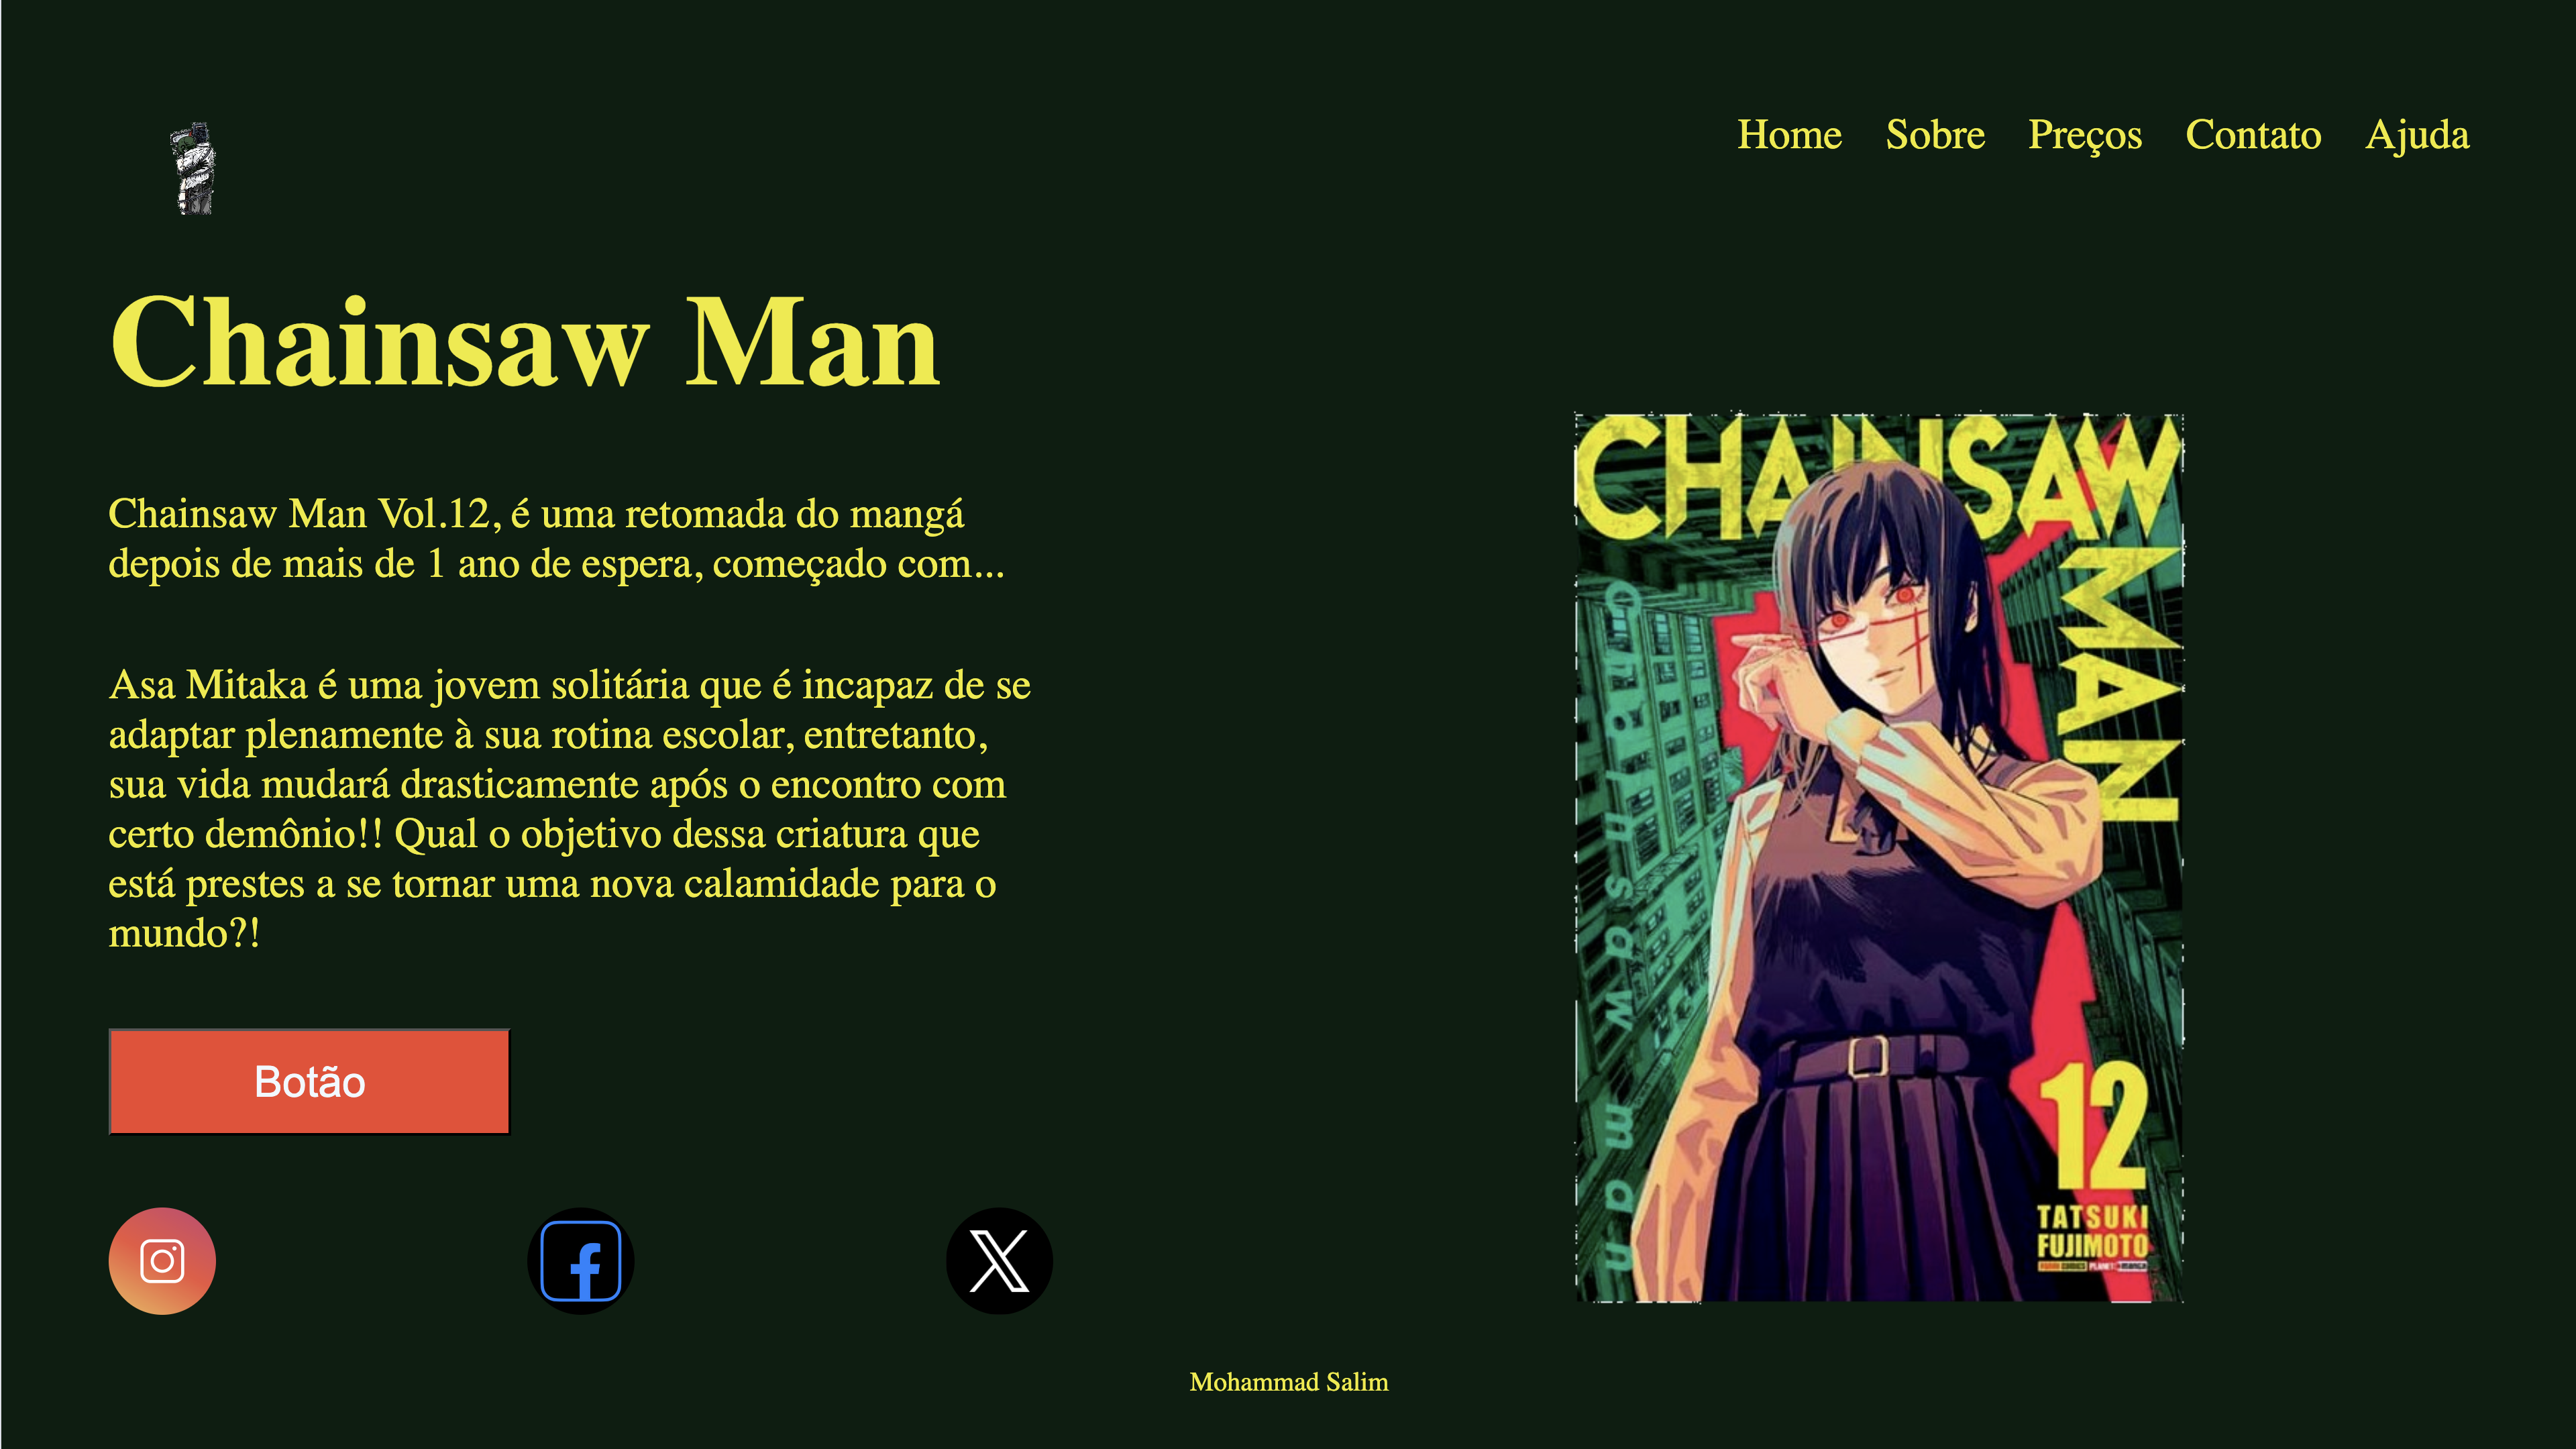 Home Sobre Preços Contato Ajuda
Chainsaw Man
Chainsaw Man Vol.12, é uma retomada do mangá
depois de mais de 1 ano de espera, começado com...
Asa Mitaka é uma jovem solitária que é incapaz de se
adaptar plenamente à sua rotina escolar, entretanto,
sua vida mudará drasticamente após o encontro com
certo demônio!! Qual o objetivo dessa criatura que
está prestes a se tornar uma nova calamidade para o
mundo?!
Botão
CHAINSAW
MAN
chainsaw man
12
TATSUKI
FUJIMOTO
Mohammad Salim